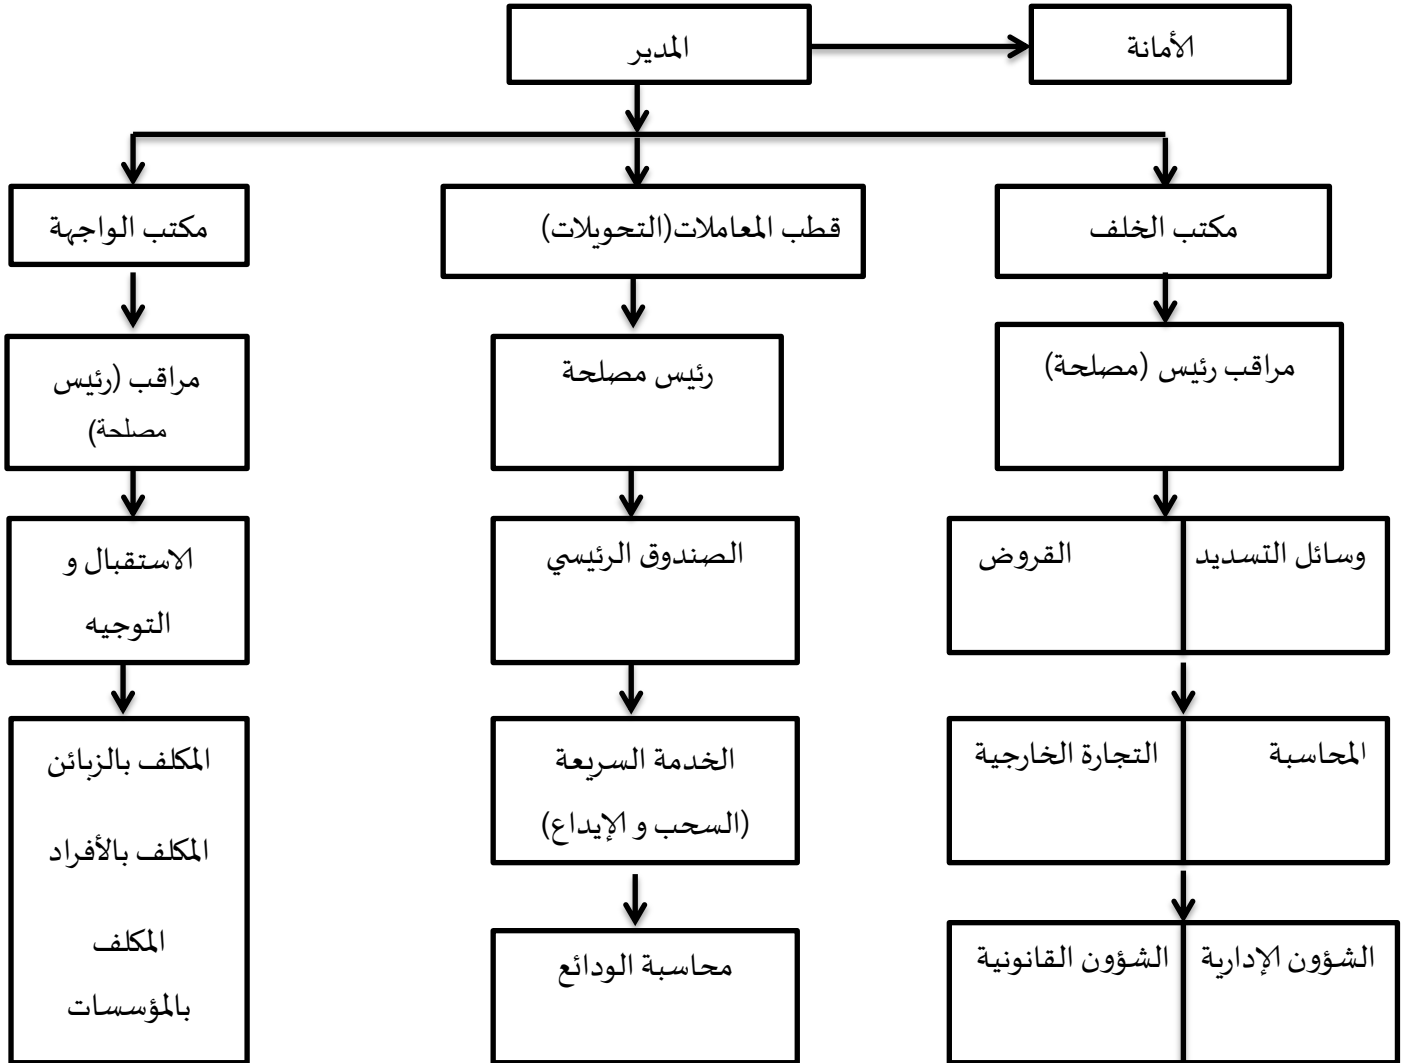 المدير
الأمانة
مكتب الخلف
قطب المعاملات(التحويلات)
مكتب الواجهة
مراقب رئيس (مصلحة)
رئيس مصلحة
مراقب (رئيس
مصلحة)
وسائل التسديد
القروض
الصندوق الرئيسي
الاستقبال و
التوجيه
المحاسبة
التجارة الخارجية
الخدمة السريعة
(السحب و الإيداع)
المكلف بالزبائن
المكلف بالأفراد
المكلف
بالمؤسسات
الشؤون الإدارية
الشؤون القانونية
محاسبة الودائع